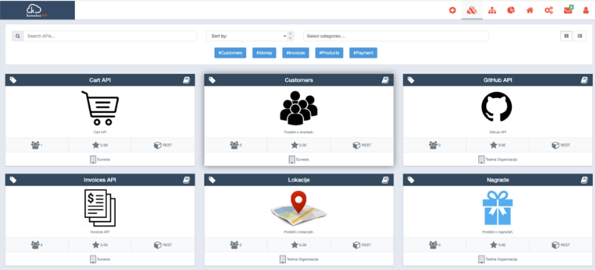 Search APIs...
Sort by:
Select categories ...
#Customers
#Money
#Invoices
#Products
#Payment
Cart API
Customers
GitHub API
Cart API
Podatki o strankah.
Github API
1
0.00
REST
0
0.00
REST
0
0.00
REST
Sunesis
Sunesis
Testna Organizacija
Invoices API
Lokacije
Nagrade
Invoices API
Podatki o lokacijah.
Podatki o nagradah.
0
0.00
REST
0
0.00
REST
0
0.00
REST
Sunesis
Testna Organizacija
Testna Organizacija